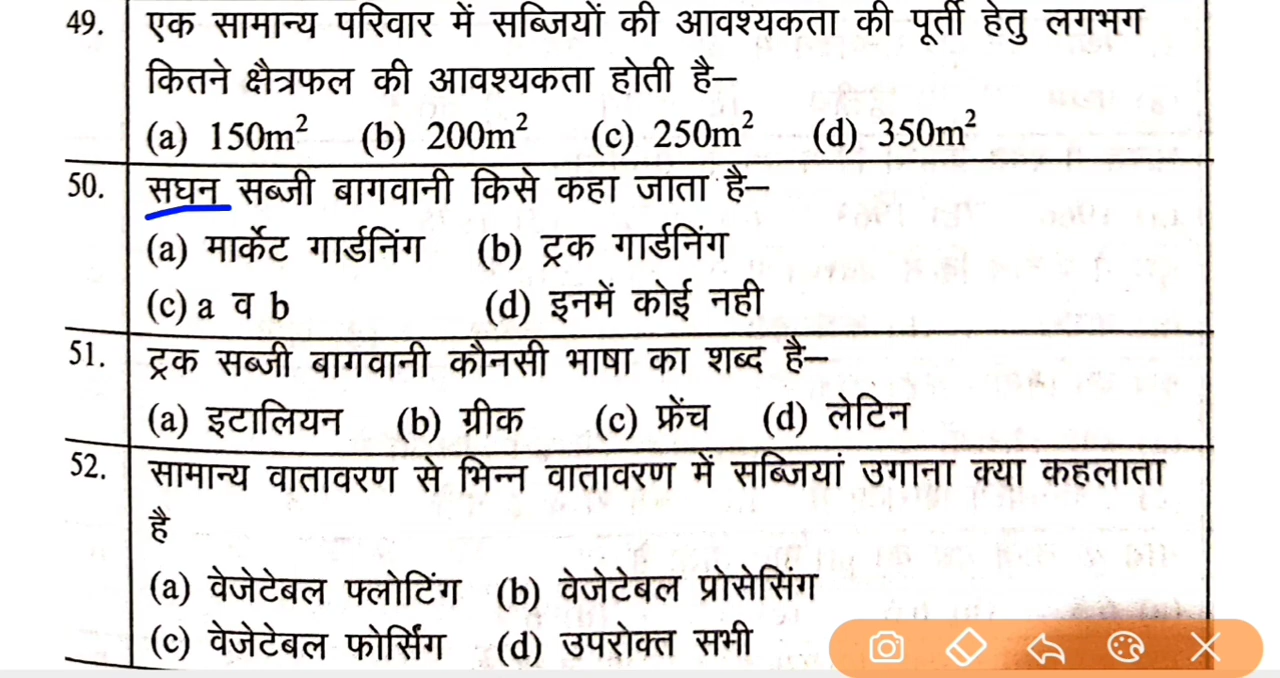 49. एक सामान्य परिवार में सब्जियों की आवश्यकता की पूर्ती हेतु लगभग
कितने क्षैत्रफल की आवश्यकता होती है–
(a) 150m² (b) 200m² (c) 250m² (d) 350m²
50. सघन सब्जी बागवानी किसे कहा जाता है–
(a) मार्केट गार्डनिंग (b) ट्रक गार्डनिंग
(c) a व b (d) इनमें कोई नही
51. ट्रक सब्जी बागवानी कौनसी भाषा का शब्द है–
(a) इटालियन (b) ग्रीक (c) फ्रेंच (d) लेटिन
52. सामान्य वातावरण से भिन्न वातावरण में सब्जियां उगाना क्या कहलाता
है
(a) वेजेटेबल फ्लोटिंग (b) वेजेटेबल प्रोसेसिंग
(c) वेजेटेबल फोर्सिंग (d) उपरोक्त सभी